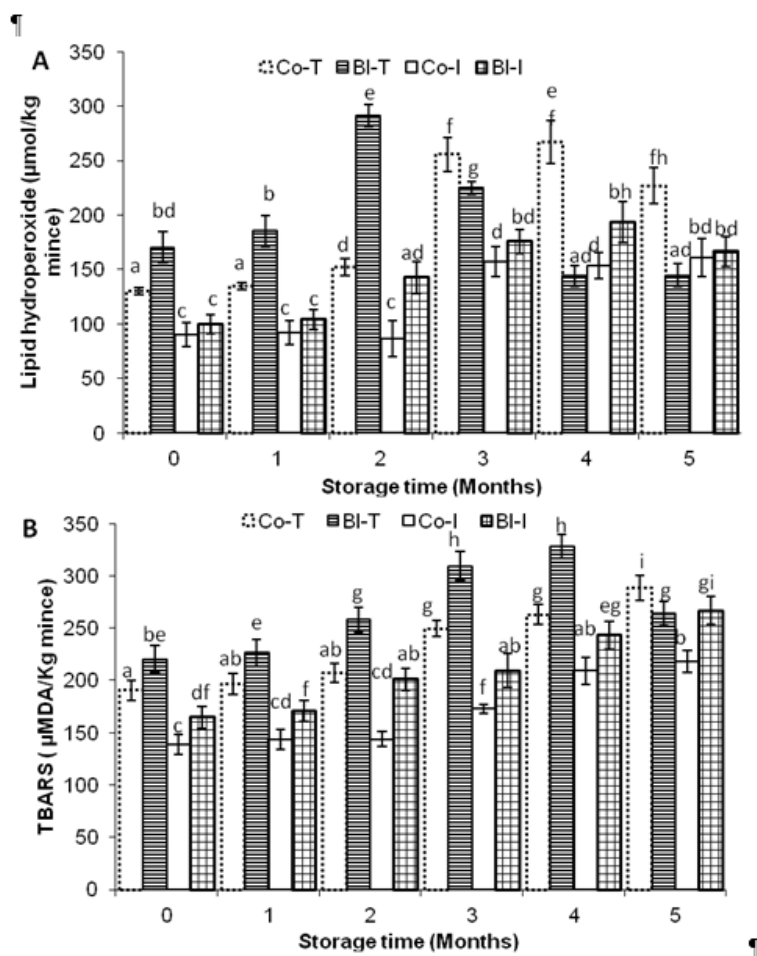 ¶
A
350
300
250
200
150
100
50
0
Lipid hydroperoxide (µmol/kg
mince)
Co-T Bl-T Co-I Bl-I
a bd c c
a b c c
d e c ad
f g d bd
e
f ad d bh
fh ad bd bd
0 1 2 3 4 5
Storage time (Months)
B
350
300
250
200
150
100
50
0
TBARS ( µMDA/Kg mince)
Co-T Bl-T Co-I Bl-I
a be c df
ab e cd f
ab g cd ab
g h f ab
g h ab eg
i g b gi
0 1 2 3 4 5
Storage time (Months)
¶